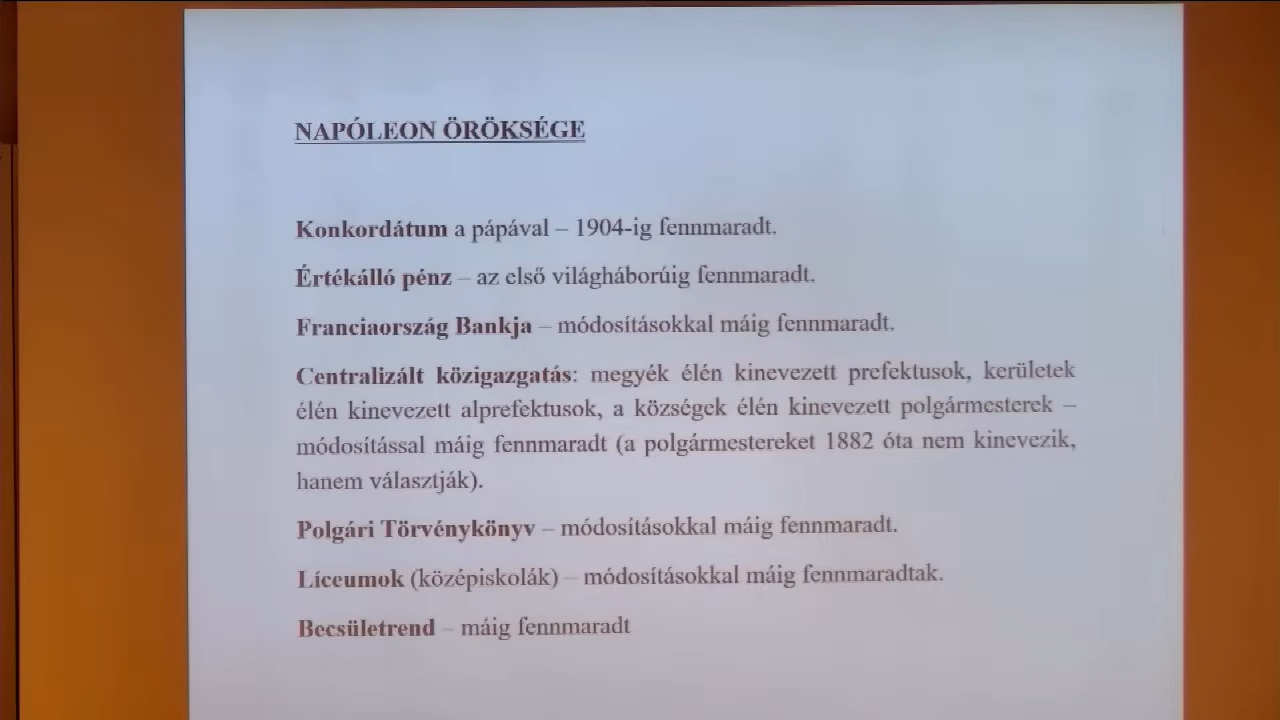 NAPÓLEON ÖRÖKSÉGE
Konkordátum a pápával – 1904-ig fennmaradt.
Értékálló pénz – az első világháborúig fennmaradt.
Franciaország Bankja – módosításokkal máig fennmaradt.
Centralizált közigazgatás: megyék élén kinevezett prefektusok, kerületek
élén kinevezett alprefektusok, a községek élén kinevezett polgármesterek –
módosítással máig fennmaradt (a polgármestereket 1882 óta nem kinevezik,
hanem választják).
Polgári Törvénykönyv – módosításokkal máig fennmaradt.
Líceumok (középiskolák) – módosításokkal máig fennmaradtak.
Becsületrend – máig fennmaradt